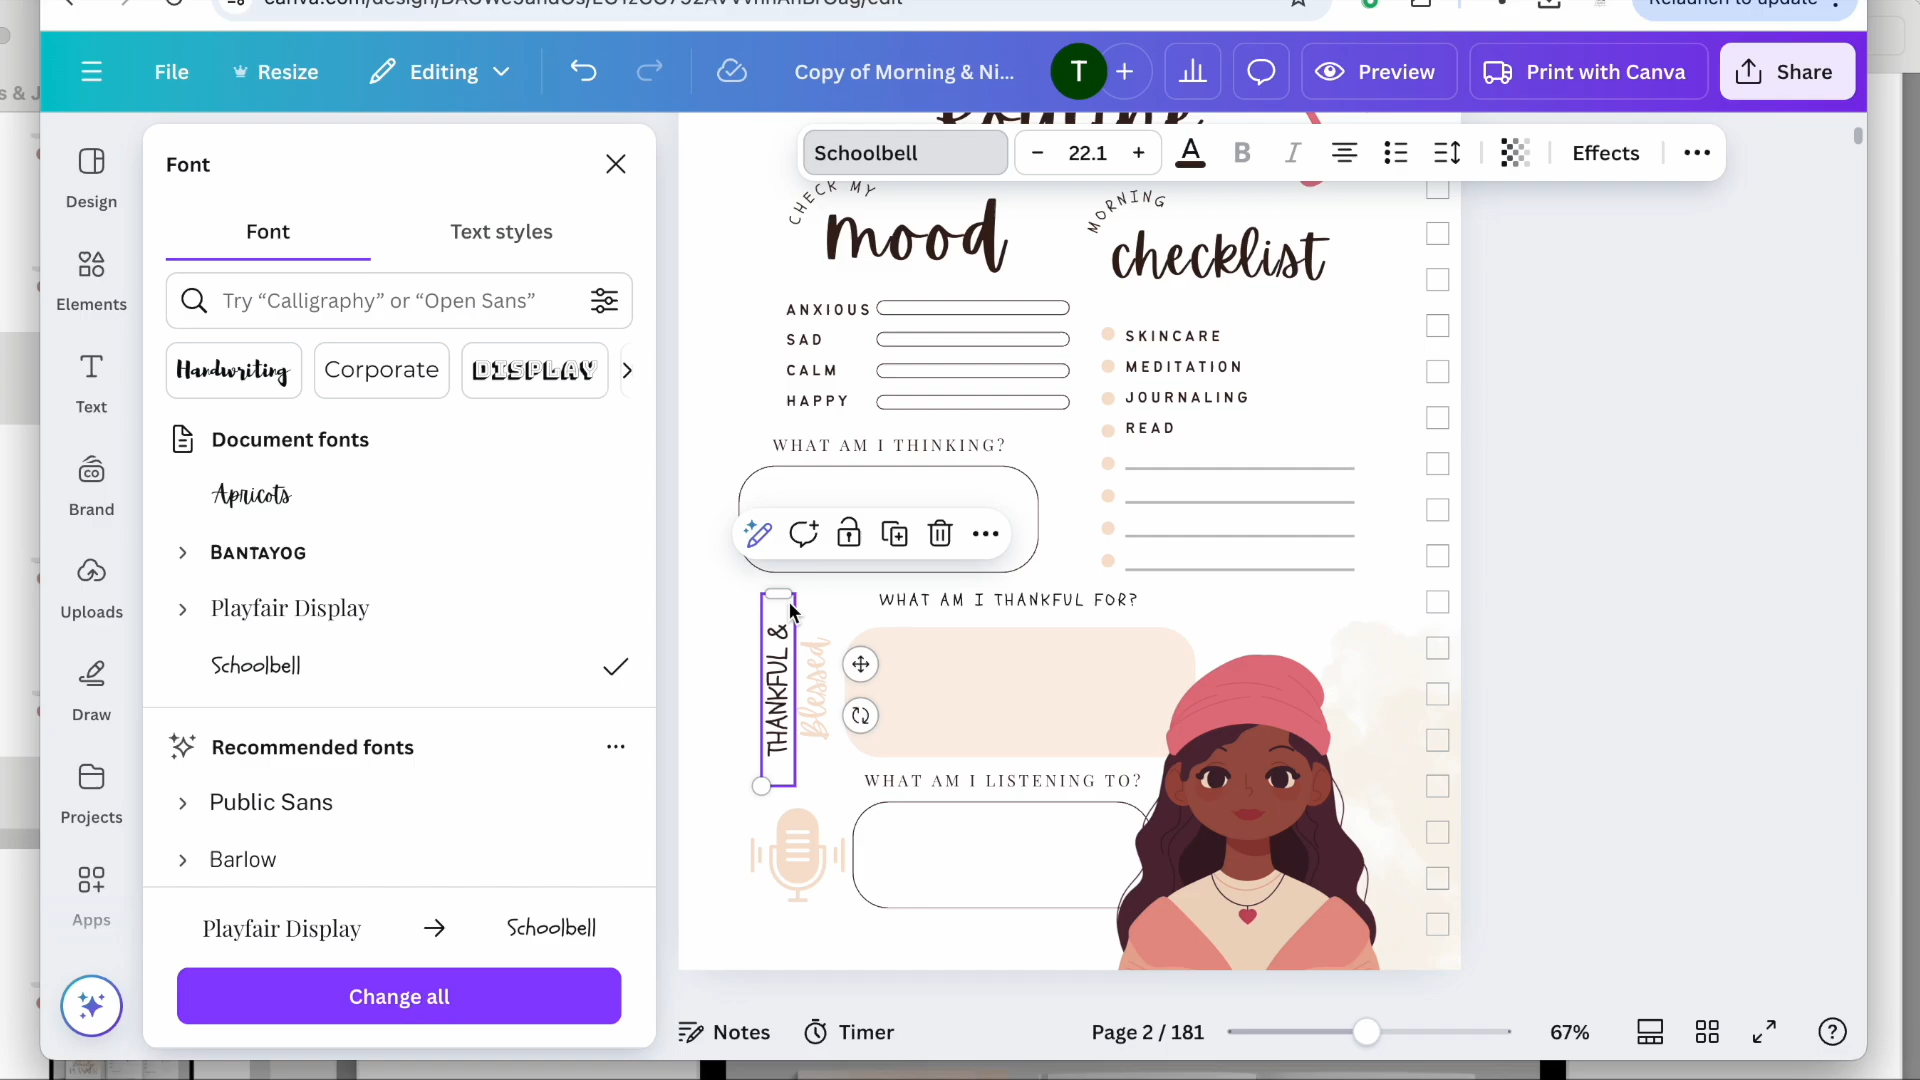 File
Resize
Editing
Copy of Morning & Ni...
T
Preview
Print with Canva
Share
Design
Elements
Text
Brand
Uploads
Draw
Projects
Apps
Font
Font
Text styles
Try “Calligraphy” or “Open Sans”
Handwriting
Corporate
DISPLAY
Document fonts
Apricots
BANTAYOG
Playfair Display
Schoolbell
Recommended fonts
Public Sans
Barlow
Playfair Display → Schoolbell
Change all
Schoolbell
22.1
A
B
I
Effects
CHECK MY
mood
ANXIOUS
SAD
CALM
HAPPY
WHAT AM I THINKING?
MORNING
checklist
SKINCARE
MEDITATION
JOURNALING
READ
WHAT AM I THANKFUL FOR?
THANKFUL &
Blessed
WHAT AM I LISTENING TO?
Notes
Timer
Page 2 / 181
67%